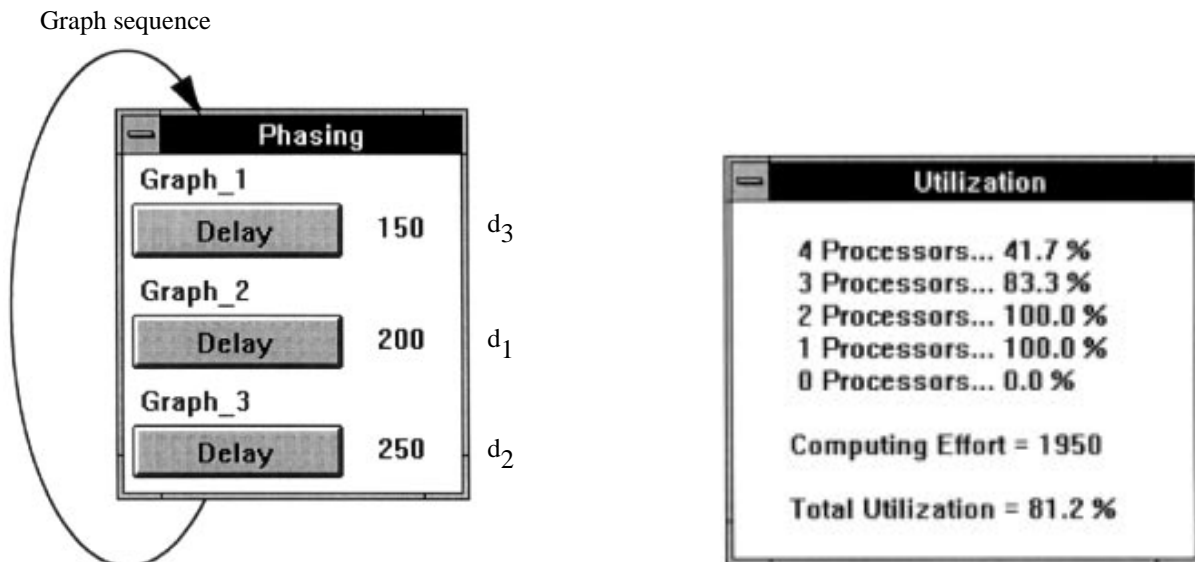 Graph sequence
Phasing
Graph_1
Delay 150 d3
Graph_2
Delay 200 d1
Graph_3
Delay 250 d2
Utilization
4 Processors... 41.7 %
3 Processors... 83.3 %
2 Processors... 100.0 %
1 Processors... 100.0 %
0 Processors... 0.0 %
Computing Effort = 1950
Total Utilization = 81.2 %